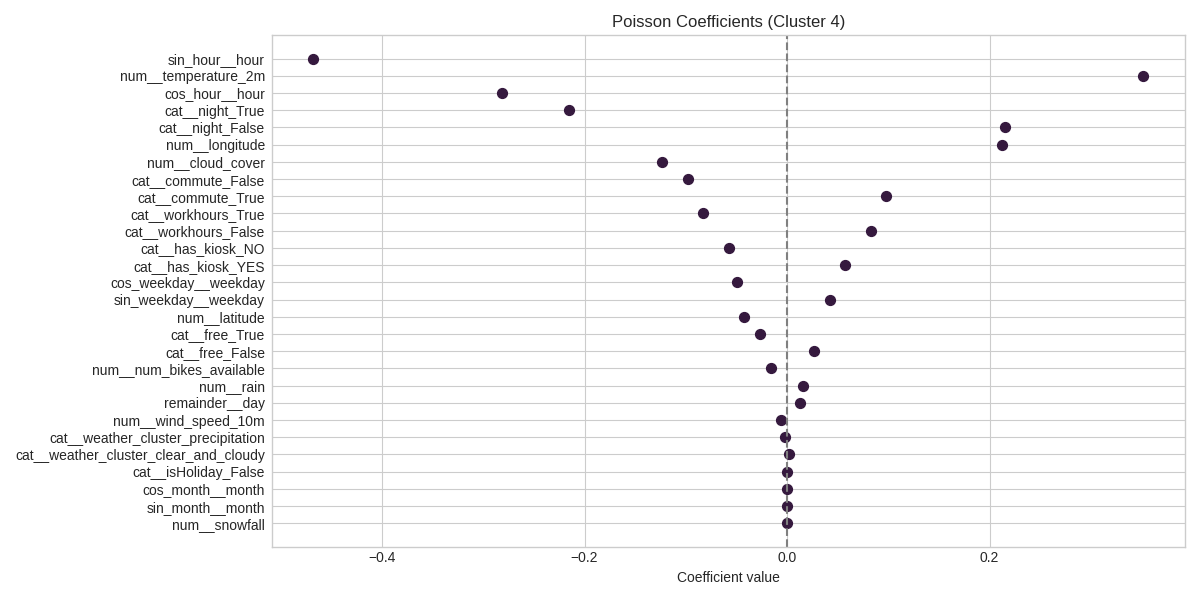 Poisson Coefficients (Cluster 4)
sin_hour__hour
num__temperature_2m
cos_hour__hour
cat__night_True
cat__night_False
num__longitude
num__cloud_cover
cat__commute_False
cat__commute_True
cat__workhours_True
cat__workhours_False
cat__has_kiosk_NO
cat__has_kiosk_YES
cos_weekday__weekday
sin_weekday__weekday
num__latitude
cat__free_True
cat__free_False
num__num_bikes_available
num__rain
remainder__day
num__wind_speed_10m
cat__weather_cluster_precipitation
cat__weather_cluster_clear_and_cloudy
cat__isHoliday_False
cos_month__month
sin_month__month
num__snowfall
−0.4 −0.2 0.0 0.2
Coefficient value